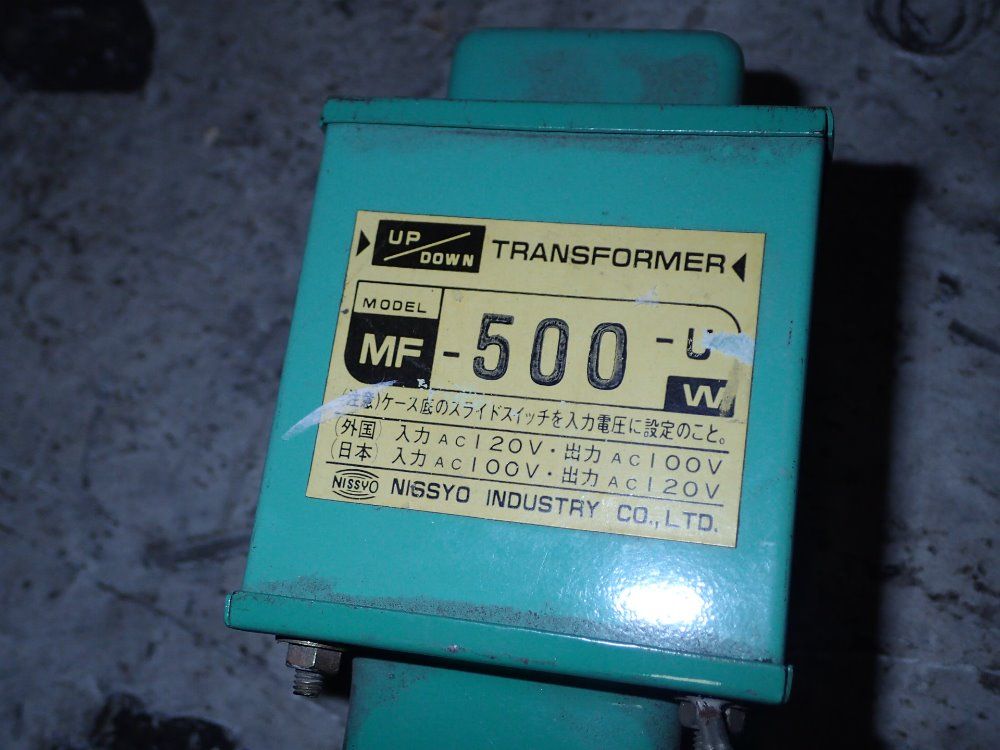 UP/DOWN TRANSFORMER
MODEL
MF-500-U
W
(注意)ケース底のスライドスイッチを入力電圧に設定のこと。
(外国) 入力 AC120V・出力 AC100V
(日本) 入力 AC100V・出力 AC120V
NISSYO NISSYO INDUSTRY CO.,LTD.